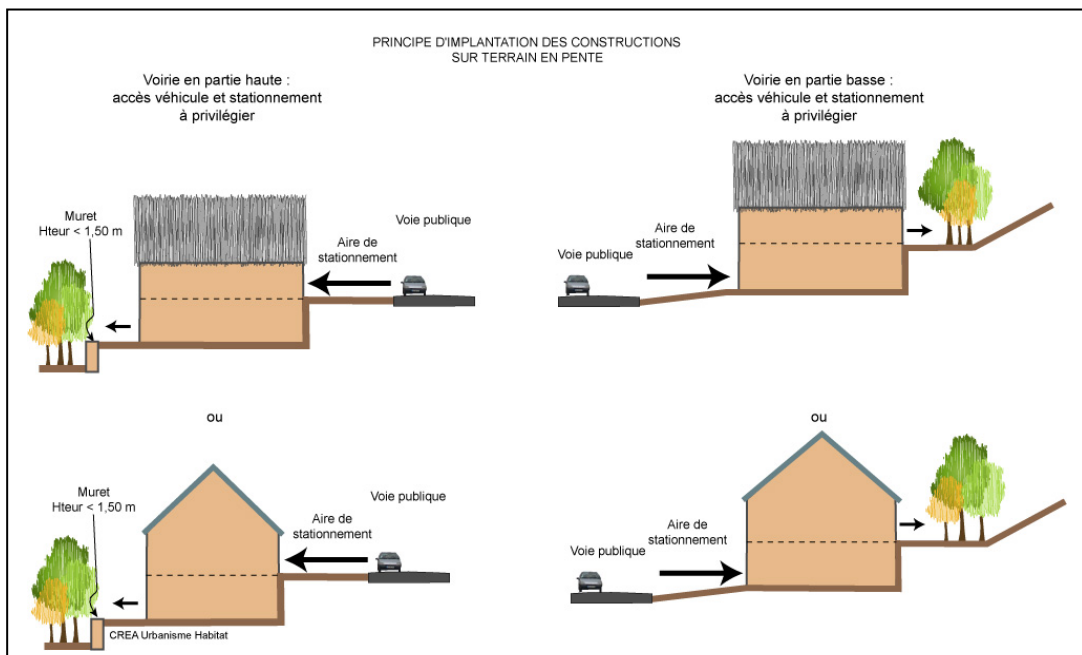 PRINCIPE D'IMPLANTATION DES CONSTRUCTIONS
SUR TERRAIN EN PENTE
Voirie en partie haute :
accès véhicule et stationnement
à privilégier
Voirie en partie basse :
accès véhicule et stationnement
à privilégier
Muret
Hteur < 1,50 m
Aire de
stationnement
Voie publique
Voie publique
Aire de
stationnement
ou
ou
Muret
Hteur < 1,50 m
Aire de
stationnement
Voie publique
Voie publique
Aire de
stationnement
CREA Urbanisme Habitat